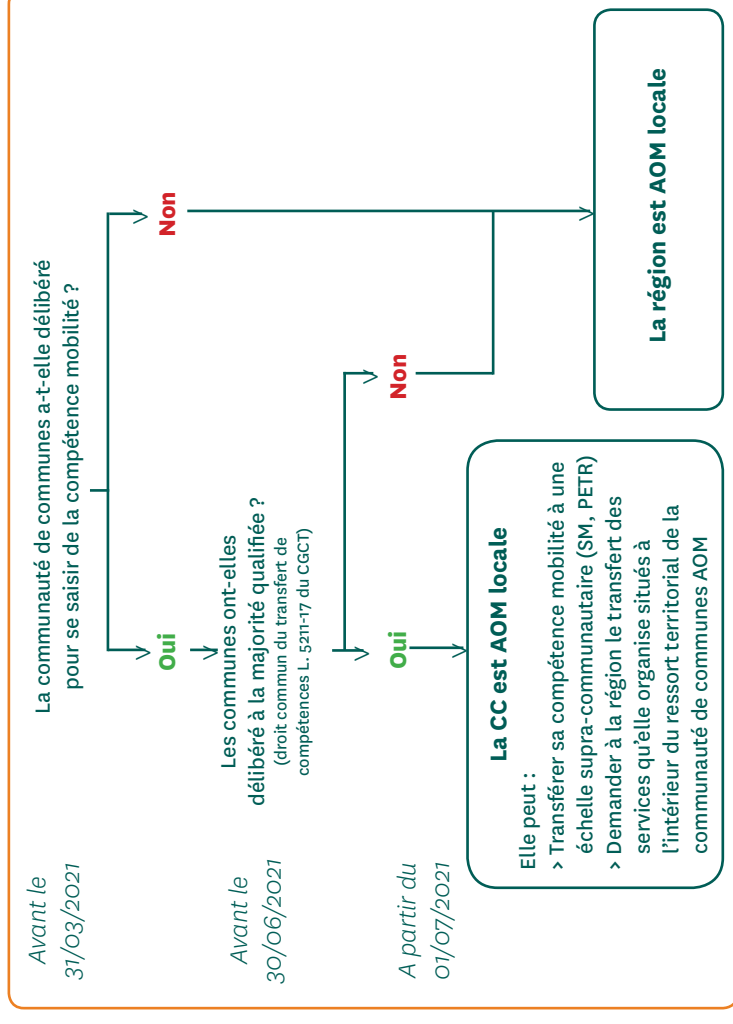 Avant le
31/03/2021
La communauté de communes a-t-elle délibéré
pour se saisir de la compétence mobilité ?
Oui
Non
Avant le
30/06/2021
Les communes ont-elles
délibéré à la majorité qualifiée ?
(droit commun du transfert de
compétences L. 5211-17 du CGCT)
A partir du
01/07/2021
Oui
Non
La CC est AOM locale
Elle peut :
> Transférer sa compétence mobilité à une
échelle supra-communautaire (SM, PETR)
> Demander à la région le transfert des
services qu’elle organise situés à
l’intérieur du ressort territorial de la
communauté de communes AOM
La région est AOM locale